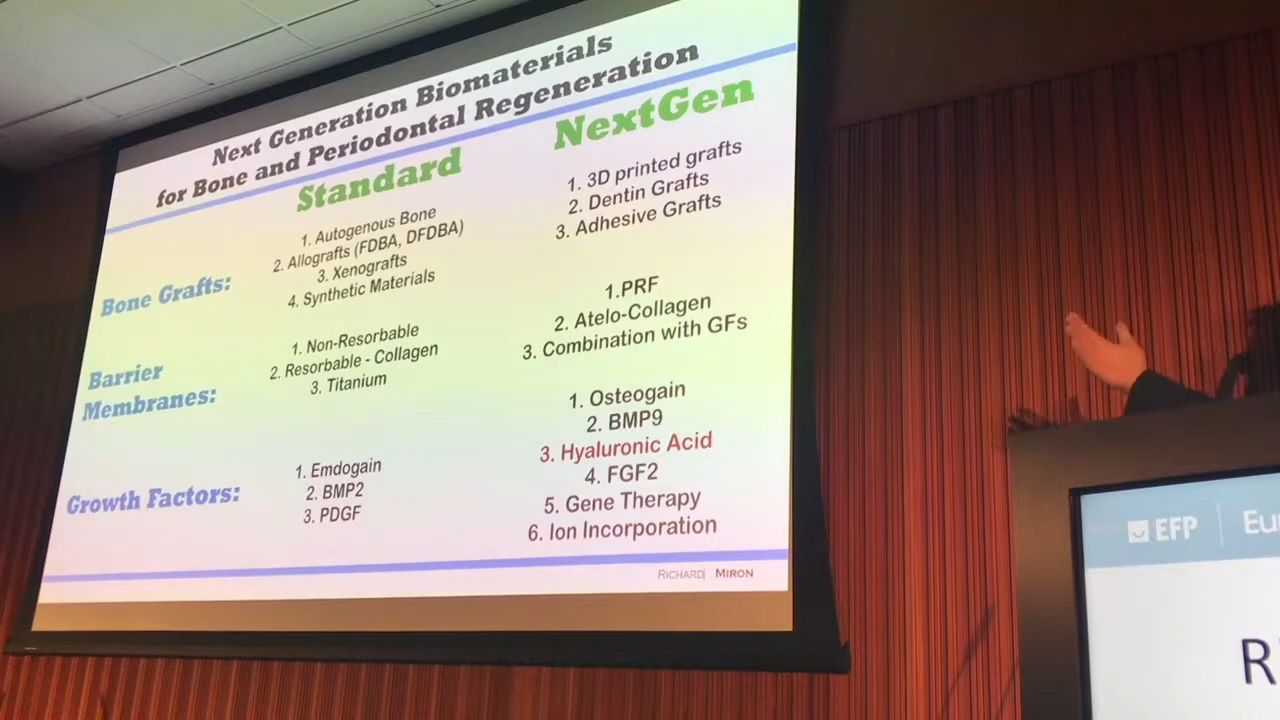 Next Generation Biomaterials
for Bone and Periodontal Regeneration
Standard
NextGen
Bone Grafts:
1. Autogenous Bone
2. Allografts (FDBA, DFDBA)
3. Xenografts
4. Synthetic Materials
1. 3D printed grafts
2. Dentin Grafts
3. Adhesive Grafts
Barrier
Membranes:
1. Non-Resorbable
2. Resorbable - Collagen
3. Titanium
1.PRF
2. Atelo-Collagen
3. Combination with GFs
Growth Factors:
1. Emdogain
2. BMP2
3. PDGF
1. Osteogain
2. BMP9
3. Hyaluronic Acid
4. FGF2
5. Gene Therapy
6. Ion Incorporation
RICHARD MIRON
EFP
Eu
R